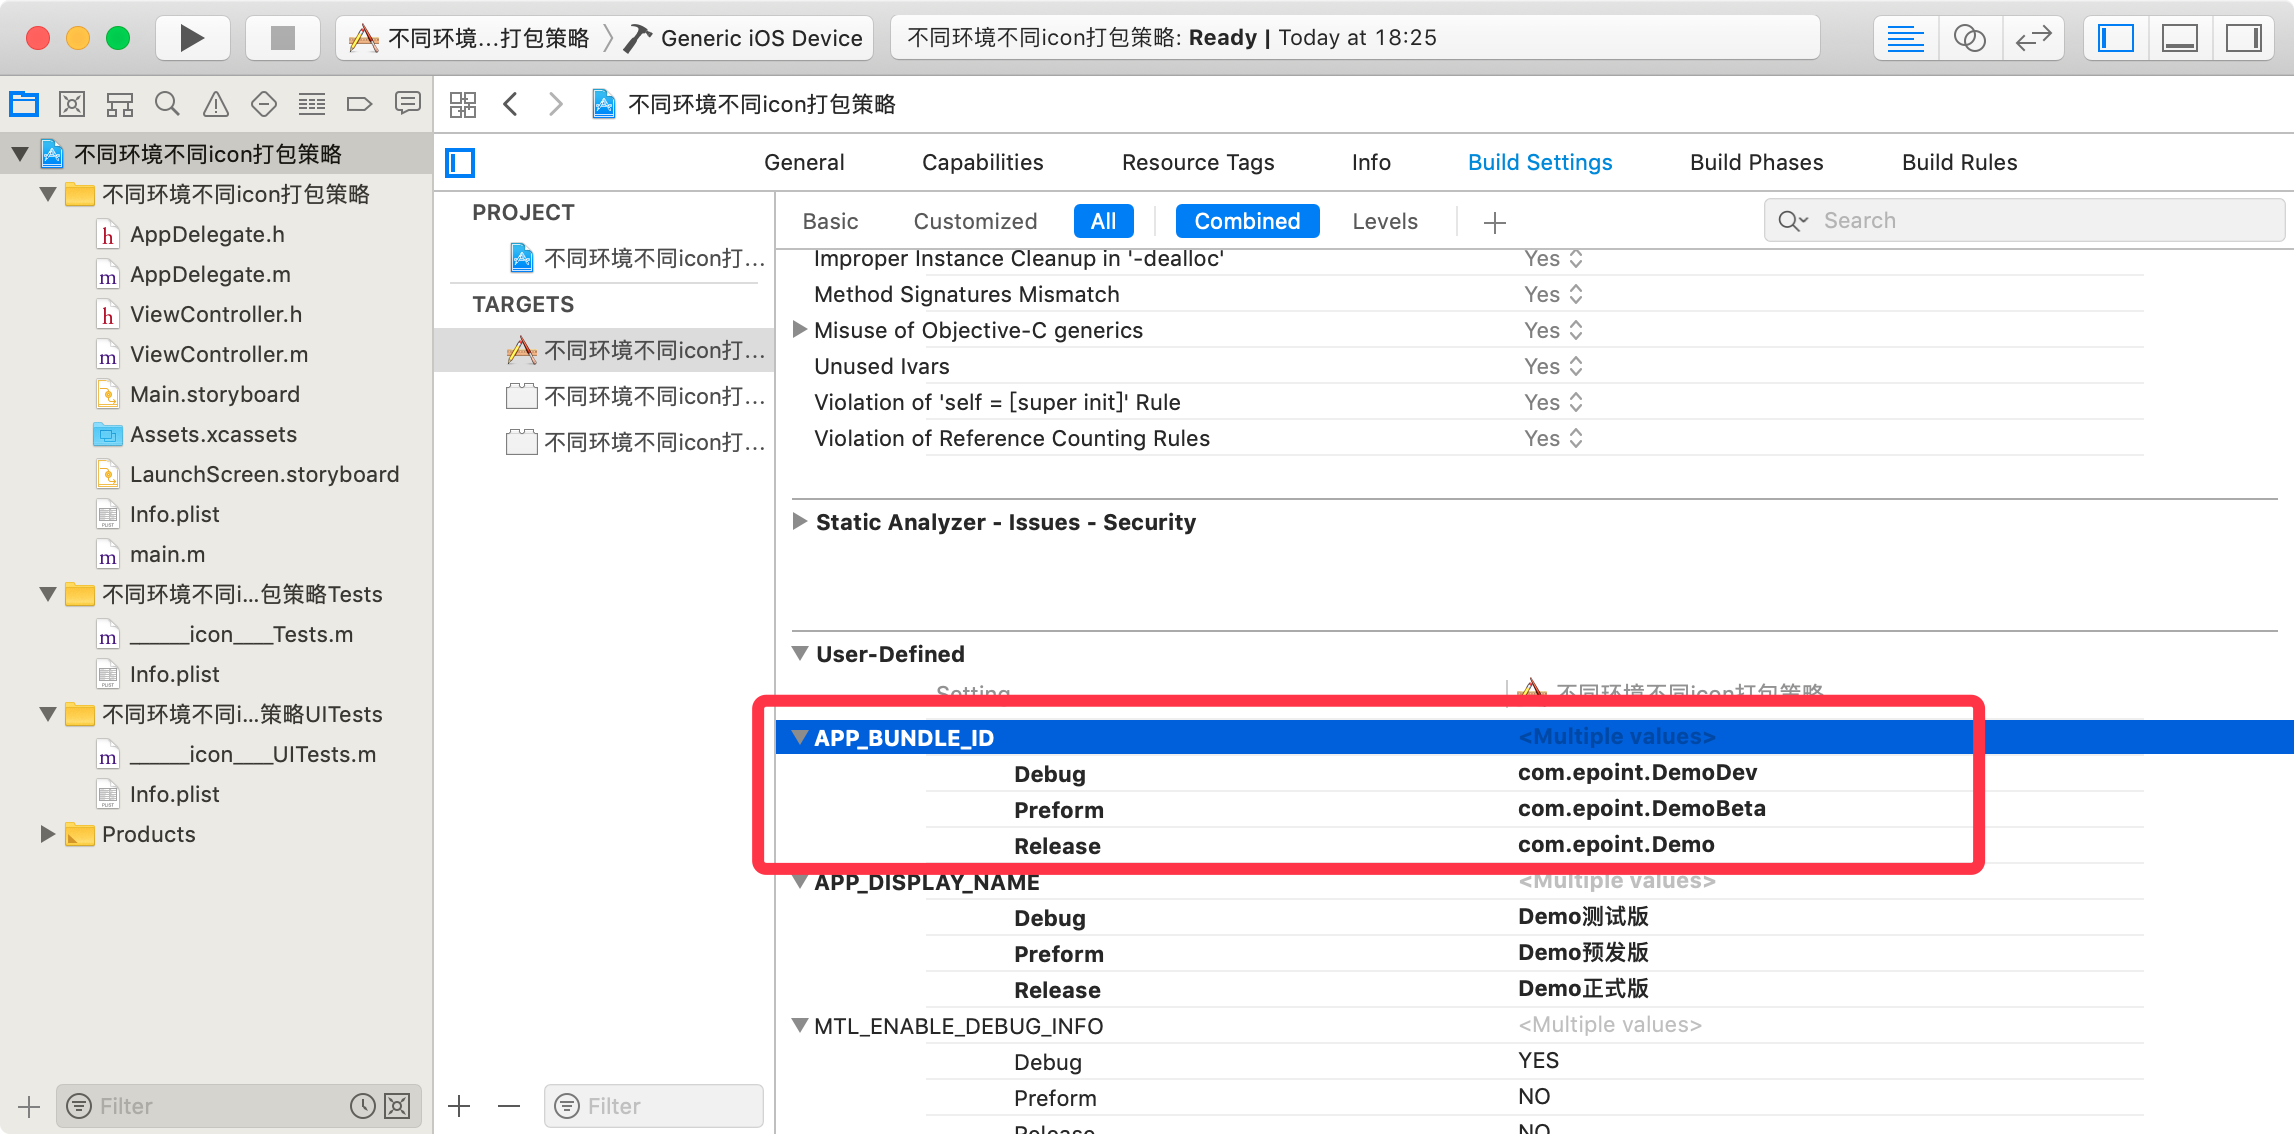 不同环境...打包策略 Generic iOS Device
不同环境不同icon打包策略: Ready | Today at 18:25
不同环境不同icon打包策略
不同环境不同icon打包策略
不同环境不同icon打包策略
h AppDelegate.h
m AppDelegate.m
h ViewController.h
m ViewController.m
Main.storyboard
Assets.xcassets
LaunchScreen.storyboard
Info.plist
m main.m
不同环境不同i...包策略Tests
m ______icon____Tests.m
Info.plist
不同环境不同i...策略UITests
m ______icon____UITests.m
Info.plist
Products
Filter
General Capabilities Resource Tags Info Build Settings Build Phases Build Rules
PROJECT
不同环境不同icon打...
TARGETS
不同环境不同icon打...
不同环境不同icon打...
不同环境不同icon打...
Filter
Basic Customized All Combined Levels
Search
Improper Instance Cleanup in '-dealloc' Yes
Method Signatures Mismatch Yes
Misuse of Objective-C generics Yes
Unused Ivars Yes
Violation of 'self = [super init]' Rule Yes
Violation of Reference Counting Rules Yes
Static Analyzer - Issues - Security
User-Defined
Setting 不同环境不同icon打包策略
APP_BUNDLE_ID <Multiple values>
Debug com.epoint.DemoDev
Preform com.epoint.DemoBeta
Release com.epoint.Demo
APP_DISPLAY_NAME <Multiple values>
Debug Demo测试版
Preform Demo预发版
Release Demo正式版
MTL_ENABLE_DEBUG_INFO <Multiple values>
Debug YES
Preform NO
Release NO